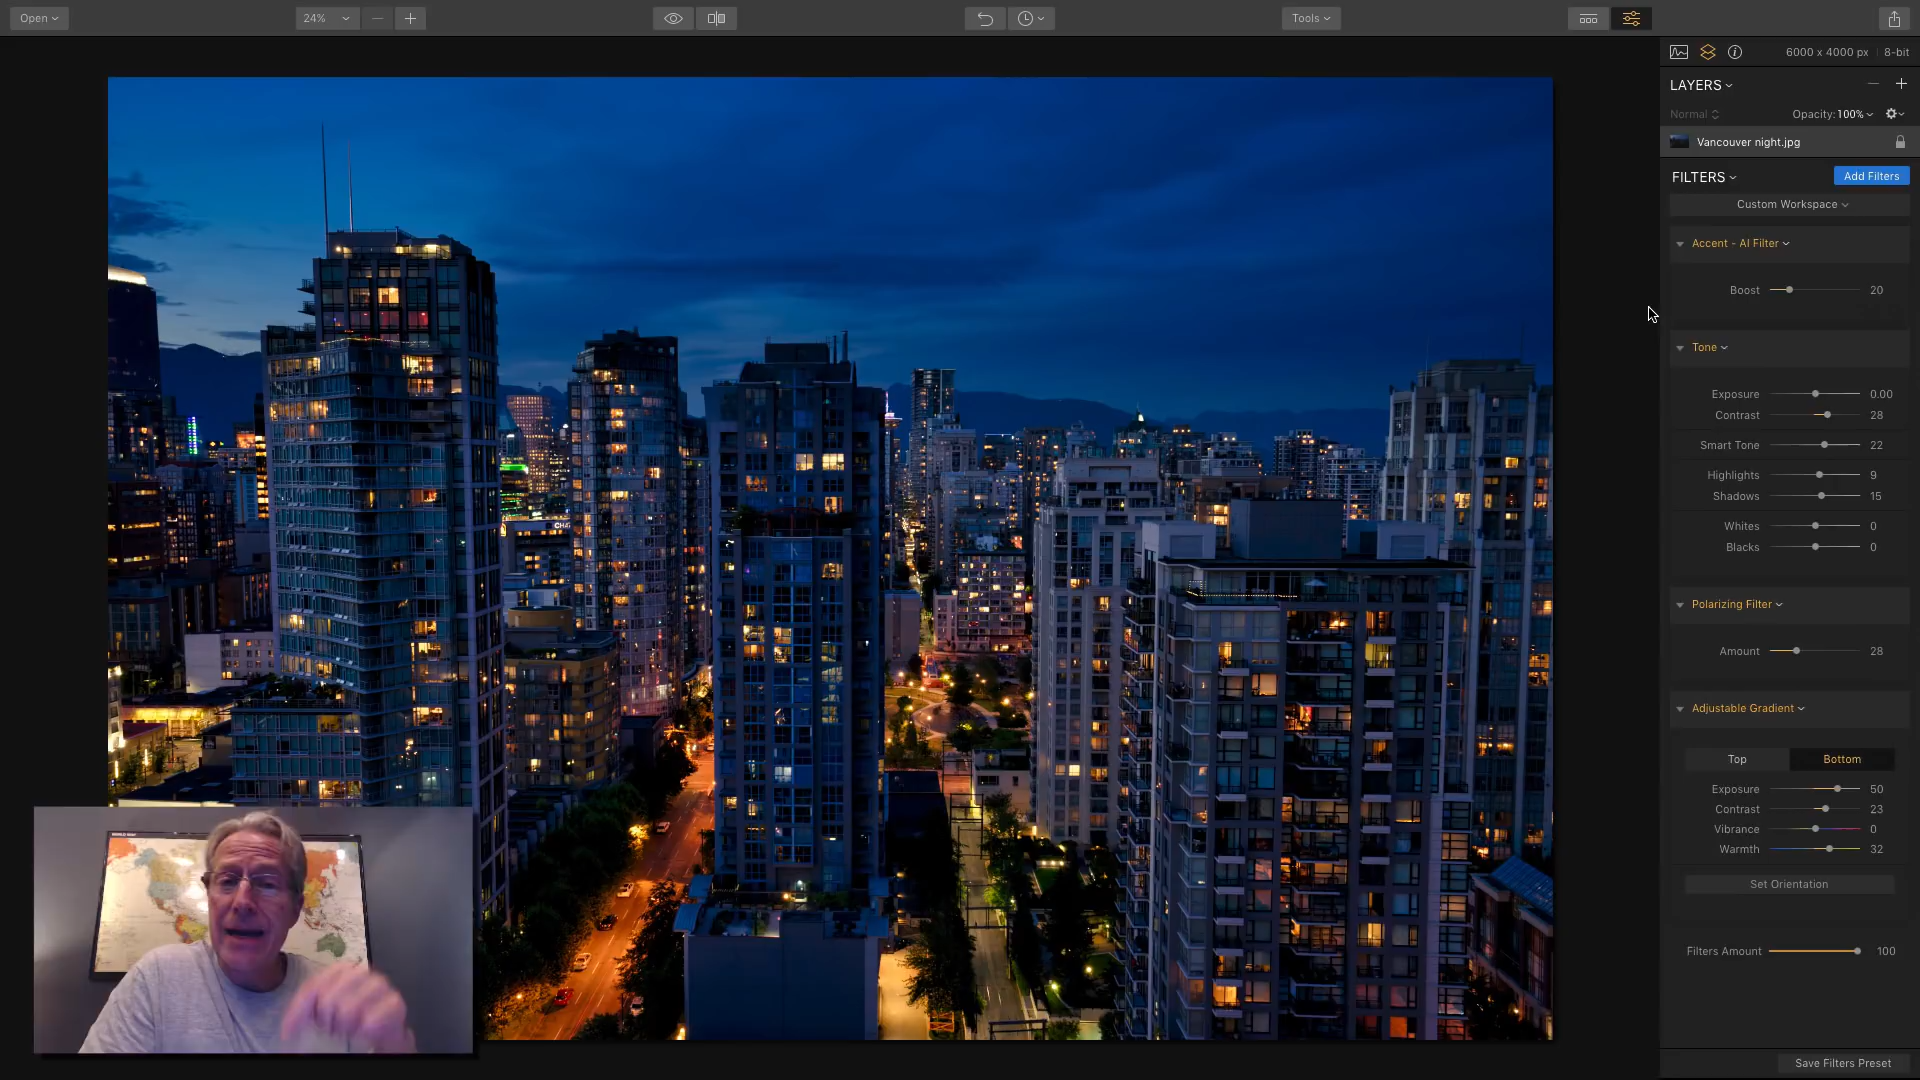 Open
24%
Tools
6000 x 4000 px
8-bit
LAYERS
Normal
Opacity: 100%
Vancouver night.jpg
FILTERS
Add Filters
Custom Workspace
Accent - AI Filter
Boost 20
Tone
Exposure 0.00
Contrast 28
Smart Tone 22
Highlights 9
Shadows 15
Whites 0
Blacks 0
Polarizing Filter
Amount 28
Adjustable Gradient
Top
Bottom
Exposure 50
Contrast 23
Vibrance 0
Warmth 32
Set Orientation
Filters Amount 100
Save Filters Preset